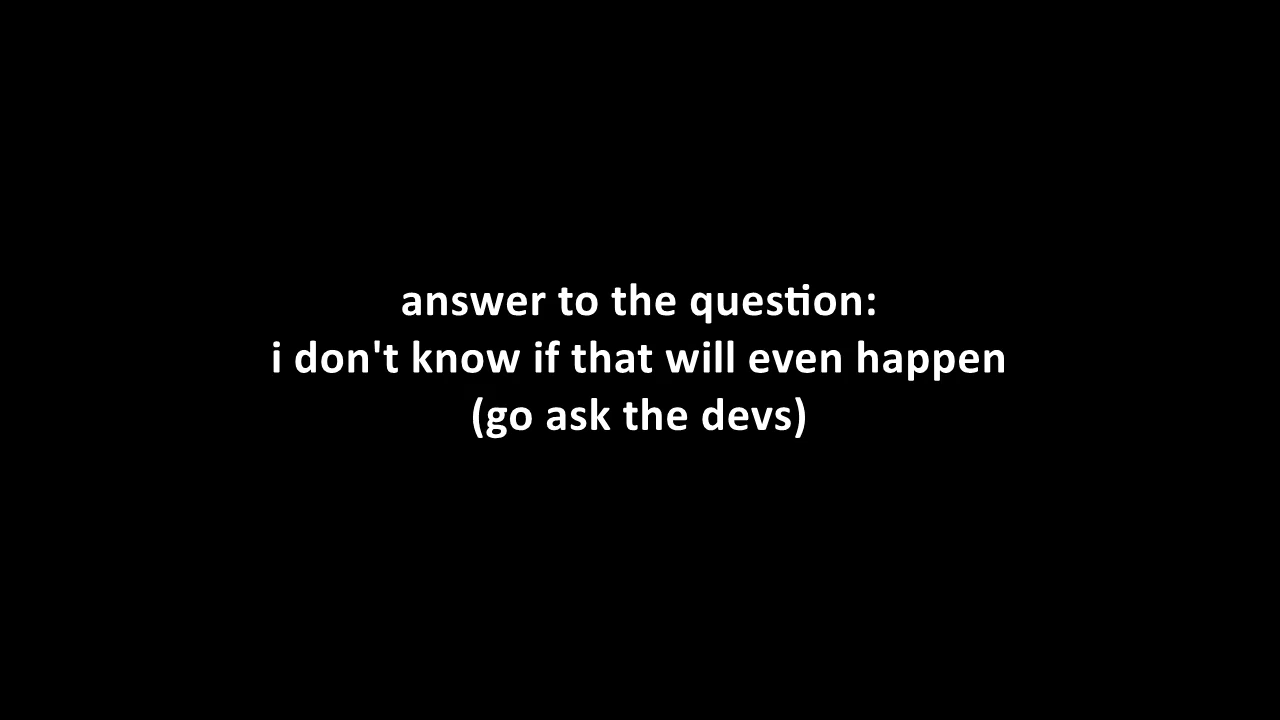 answer to the question:
i don't know if that will even happen
(go ask the devs)